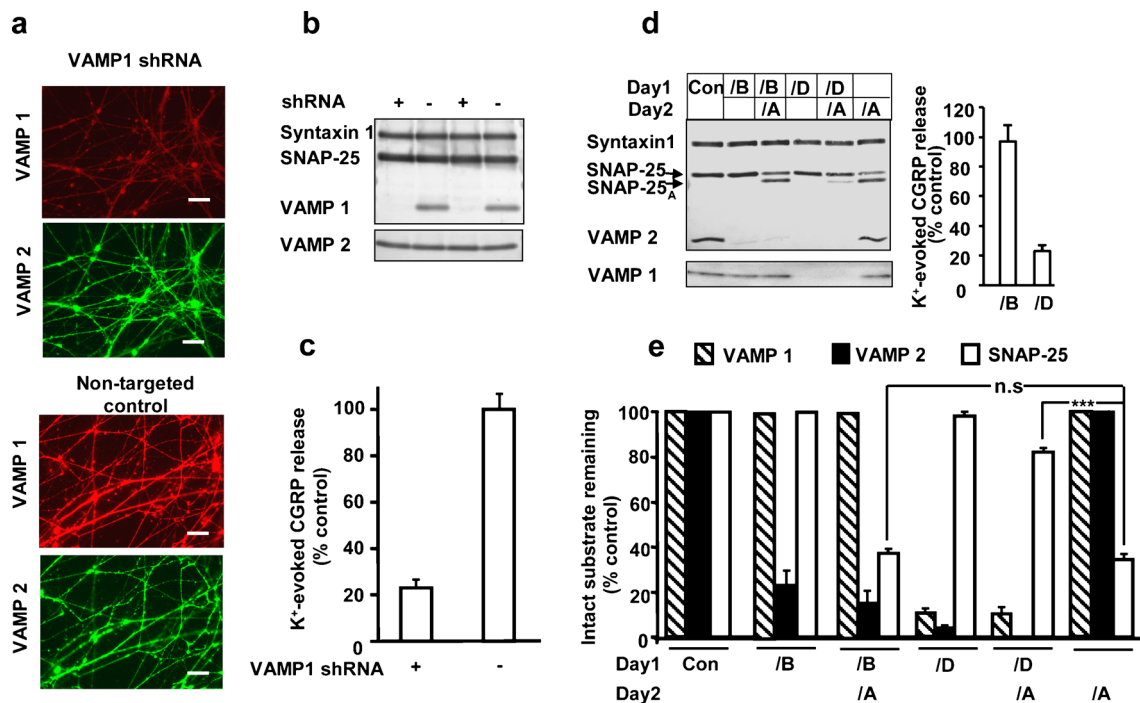 a
VAMP1 shRNA
VAMP 1
VAMP 2
Non-targeted
control
VAMP 1
VAMP 2
b
shRNA + - + -
Syntaxin 1
SNAP-25
VAMP 1
VAMP 2
c
K⁺-evoked CGRP release
(% control)
100
80
60
40
20
0
VAMP1 shRNA + -
d
Day1 Con /B /B /D /D
Day2 /A /A /A
Syntaxin1
SNAP-25
SNAP-25A
VAMP 2
VAMP 1
K⁺-evoked CGRP release
(% control)
120
100
80
60
40
20
0
/B /D
e
VAMP 1 VAMP 2 SNAP-25
n.s
***
Intact substrate remaining
(% control)
100
80
60
40
20
0
Day1 Con /B /B /D /D
Day2 /A /A /A